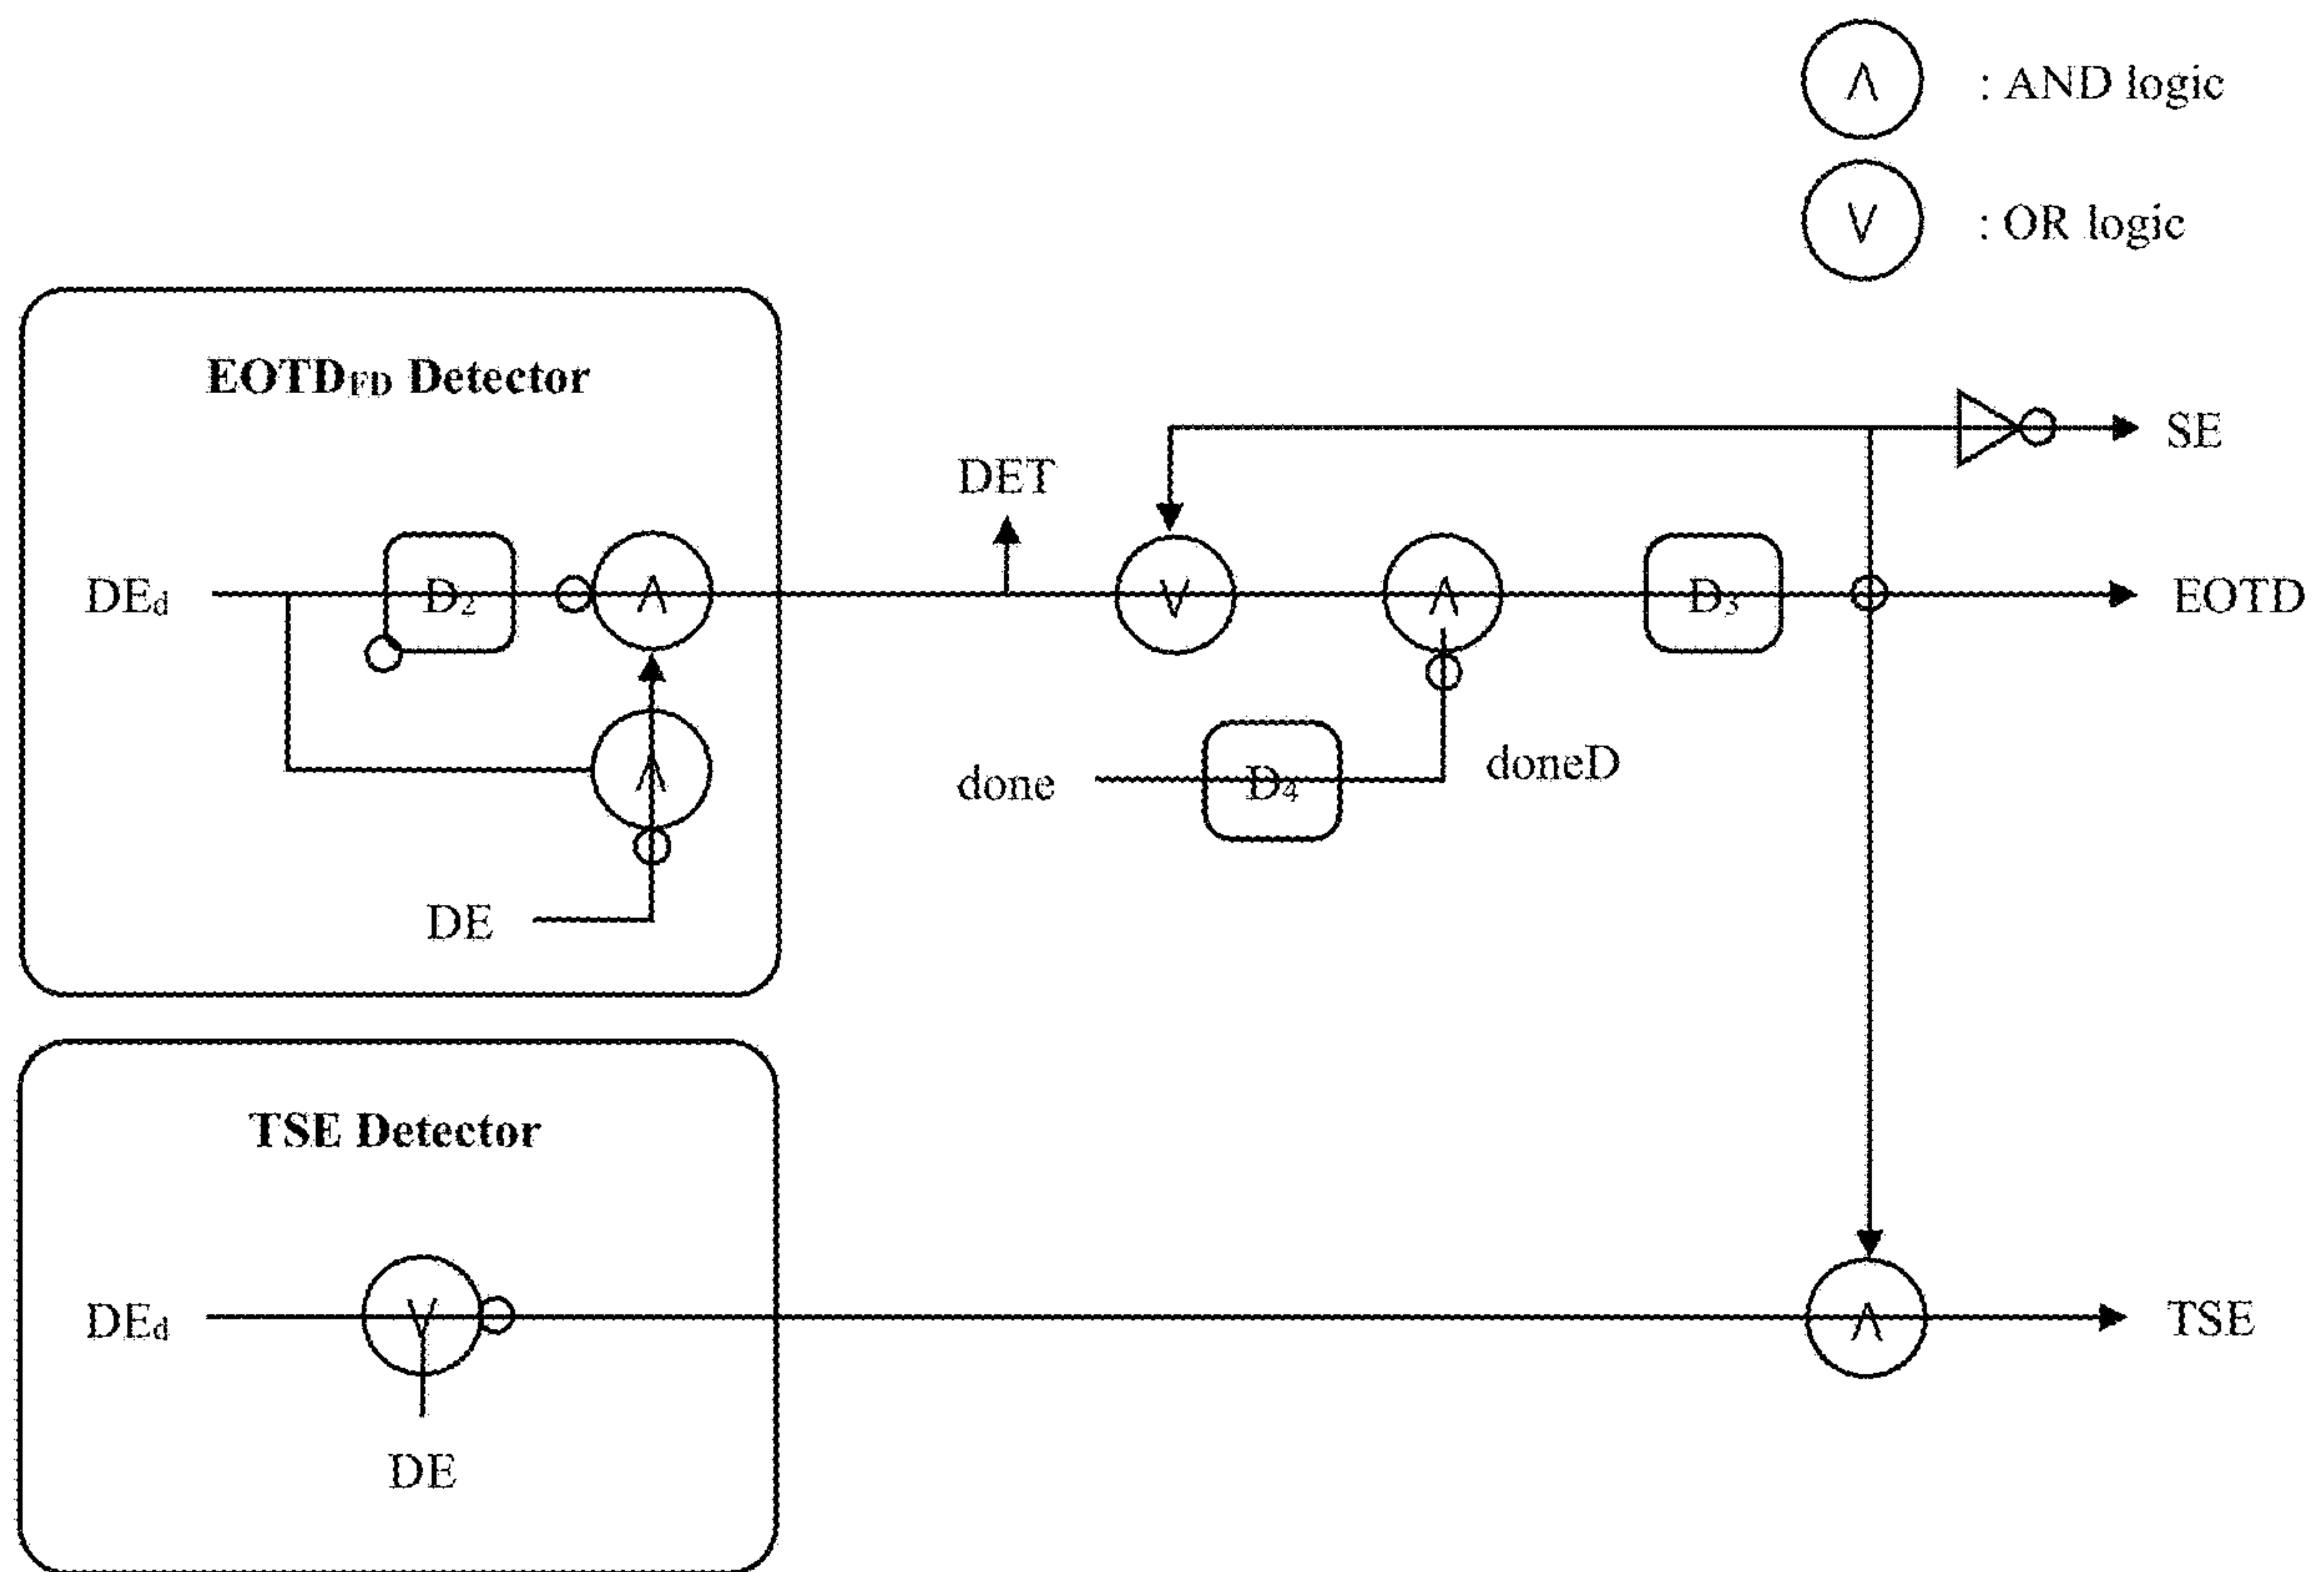 ∧ : AND logic
∨ : OR logic
EOTDFD Detector
SE
DET
DEd D2 ∧ ∨ ∧ D3 EOTD
∧
done D4 doneD
DE
TSE Detector
DEd ∨ ∧ TSE
DE